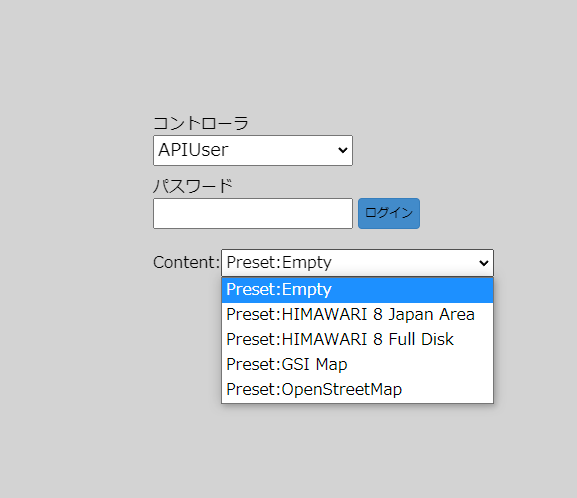 コントローラ
APIUser
パスワード
ログイン
Content: Preset:Empty
Preset:Empty
Preset:HIMAWARI 8 Japan Area
Preset:HIMAWARI 8 Full Disk
Preset:GSI Map
Preset:OpenStreetMap